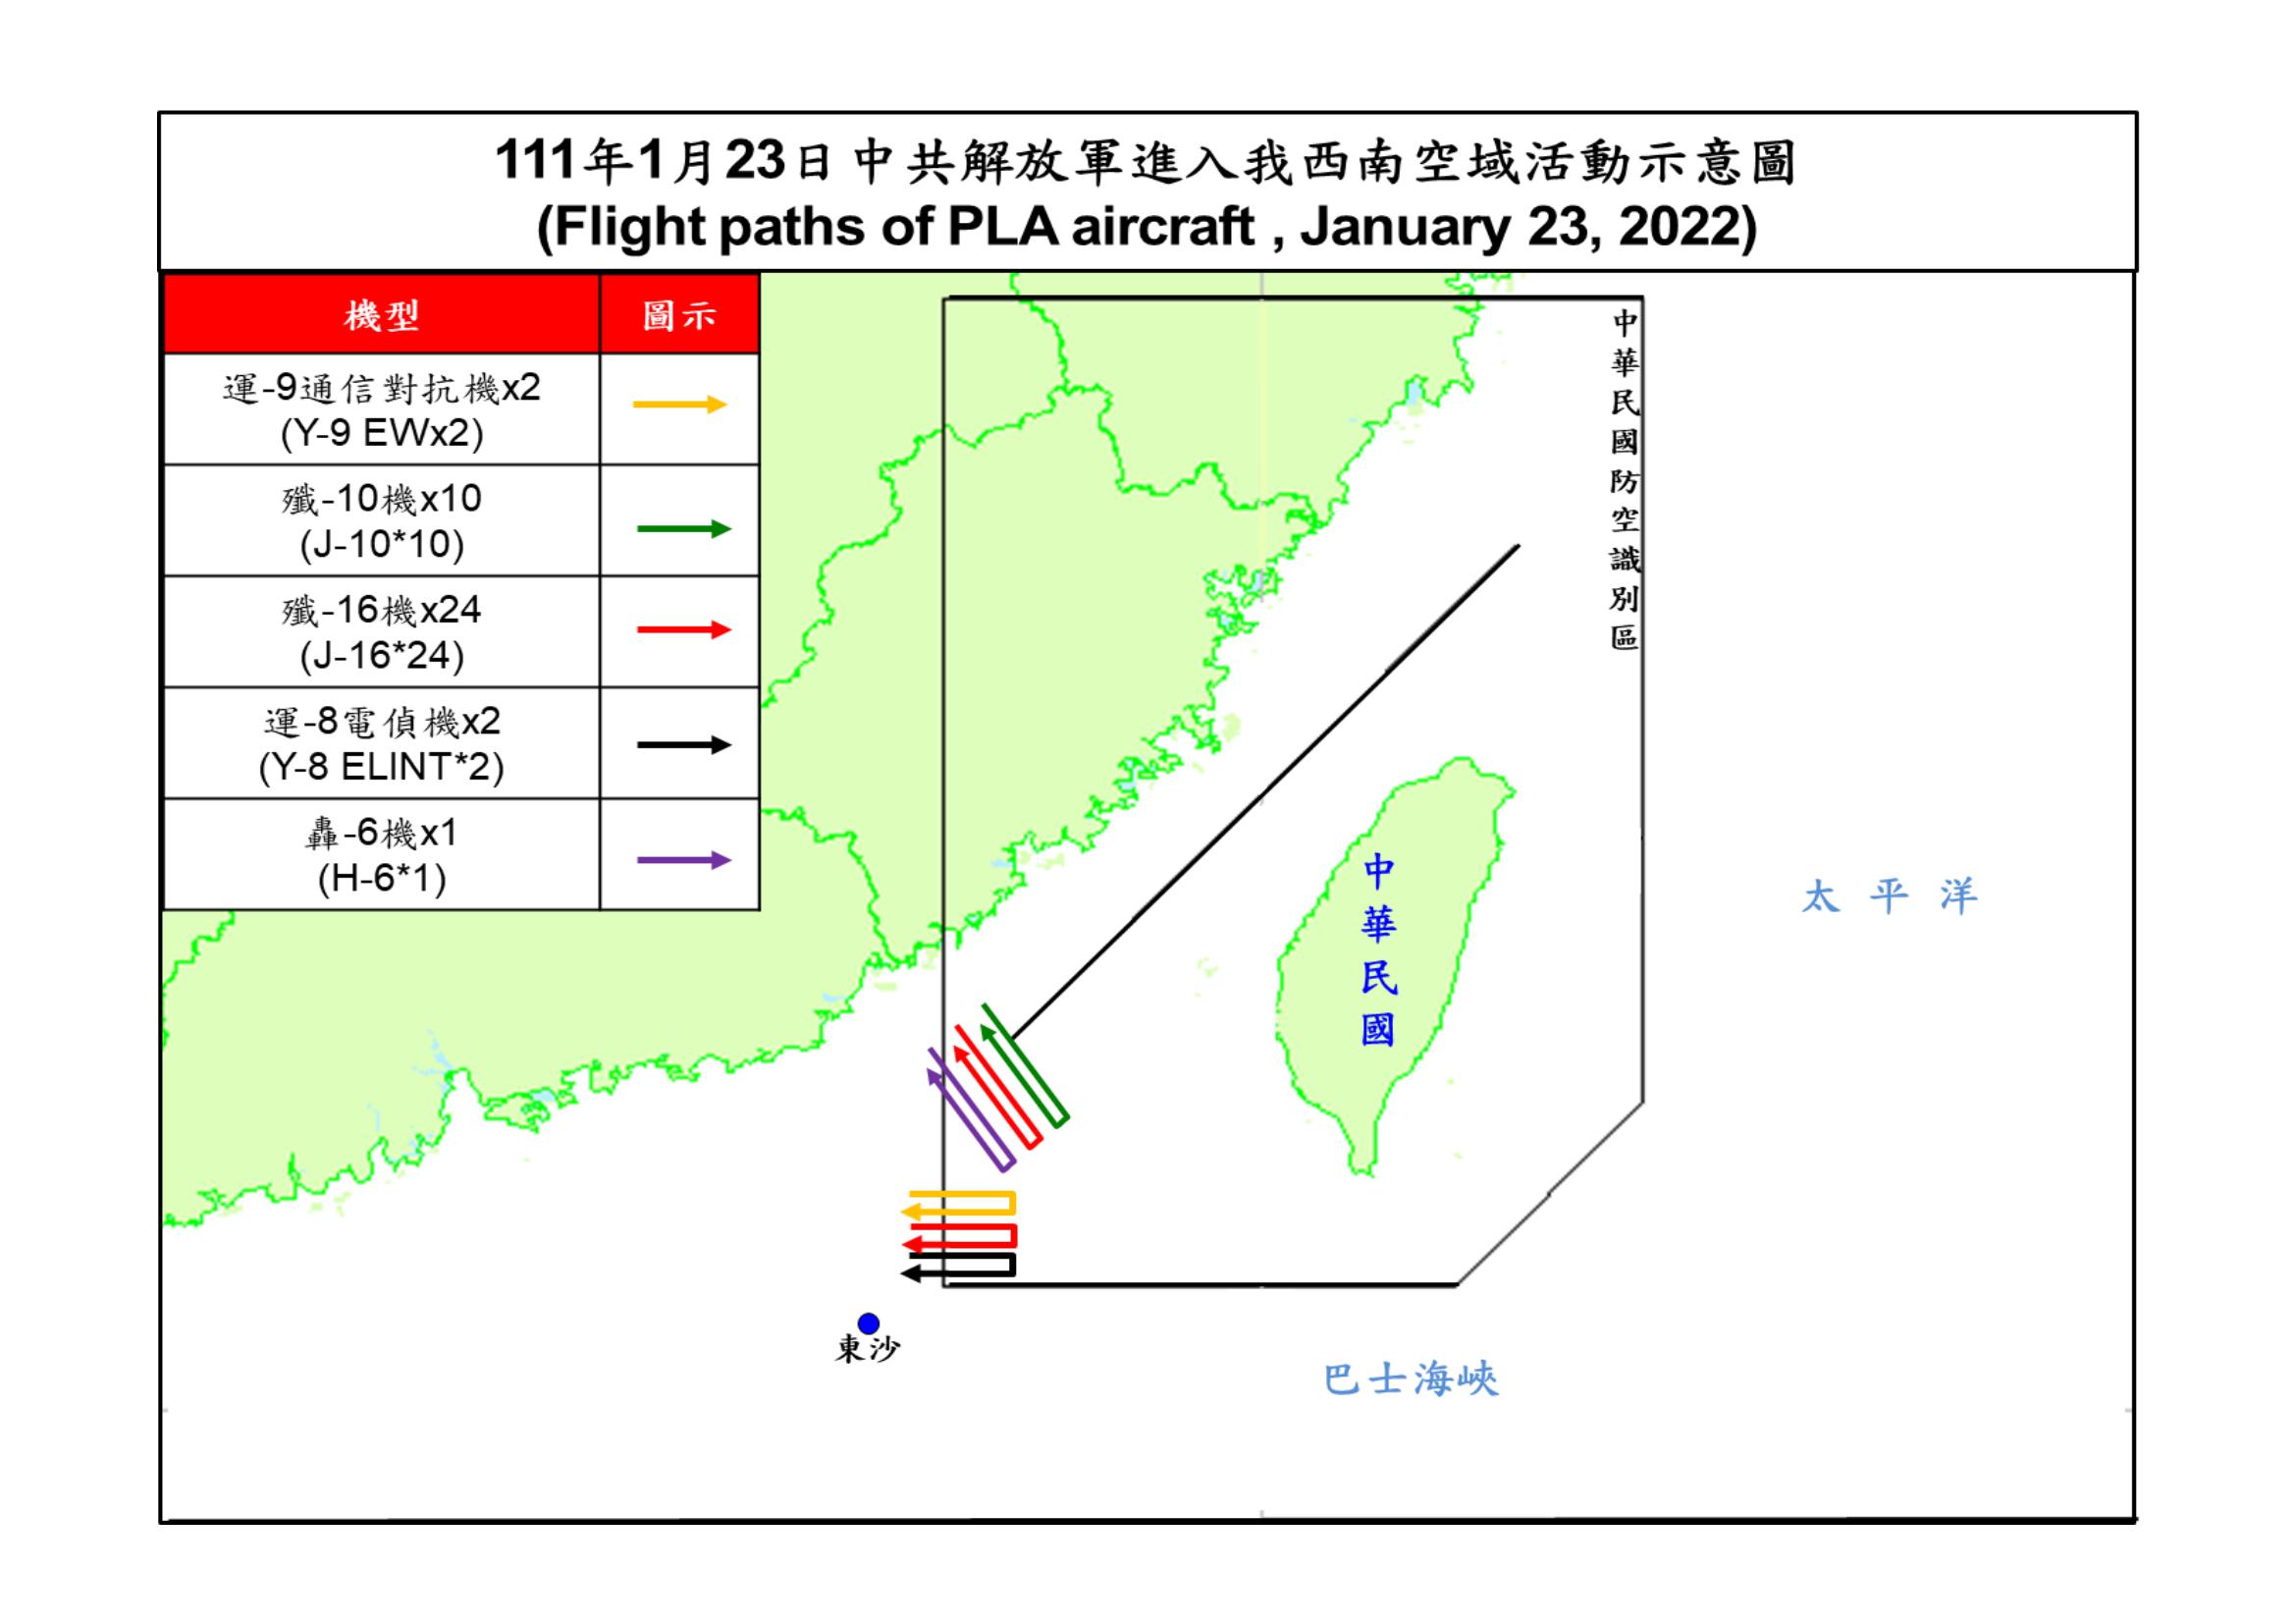 111年1月23日中共解放軍進入我西南空域活動示意圖
(Flight paths of PLA aircraft , January 23, 2022)
機型
圖示
運-9通信對抗機x2
(Y-9 EWx2)
殲-10機x10
(J-10*10)
殲-16機x24
(J-16*24)
運-8電偵機x2
(Y-8 ELINT*2)
轟-6機x1
(H-6*1)
中華民國防空識別區
中華民國
太平洋
東沙
巴士海峽